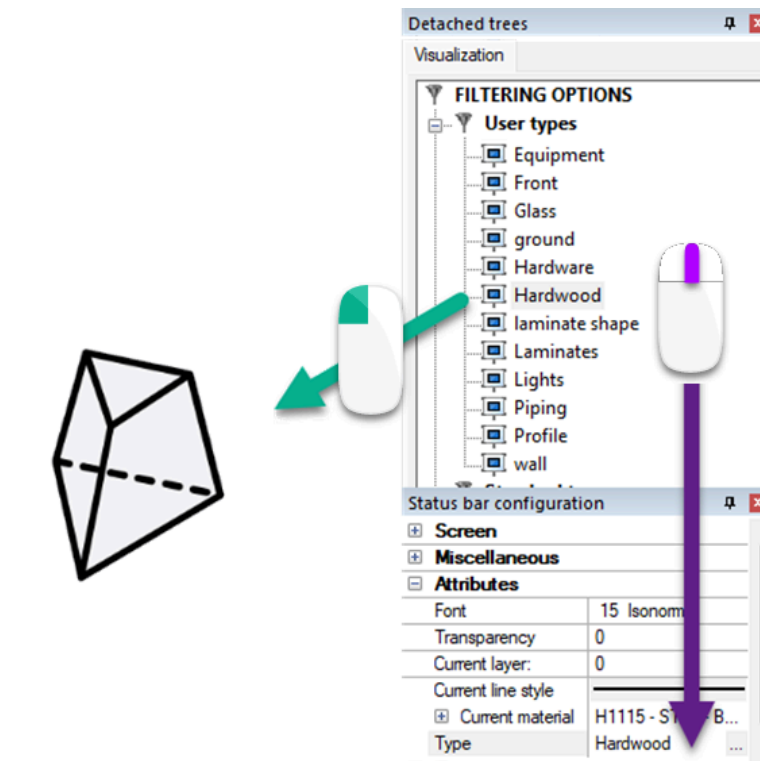 Detached trees
Visualization
FILTERING OPTIONS
User types
Equipment
Front
Glass
ground
Hardware
Hardwood
laminate shape
Laminates
Lights
Piping
Profile
wall
Status bar configuration
Screen
Miscellaneous
Attributes
Font 15 Isonorm
Transparency 0
Current layer: 0
Current line style
Current material H1115 - B...
Type Hardwood ...